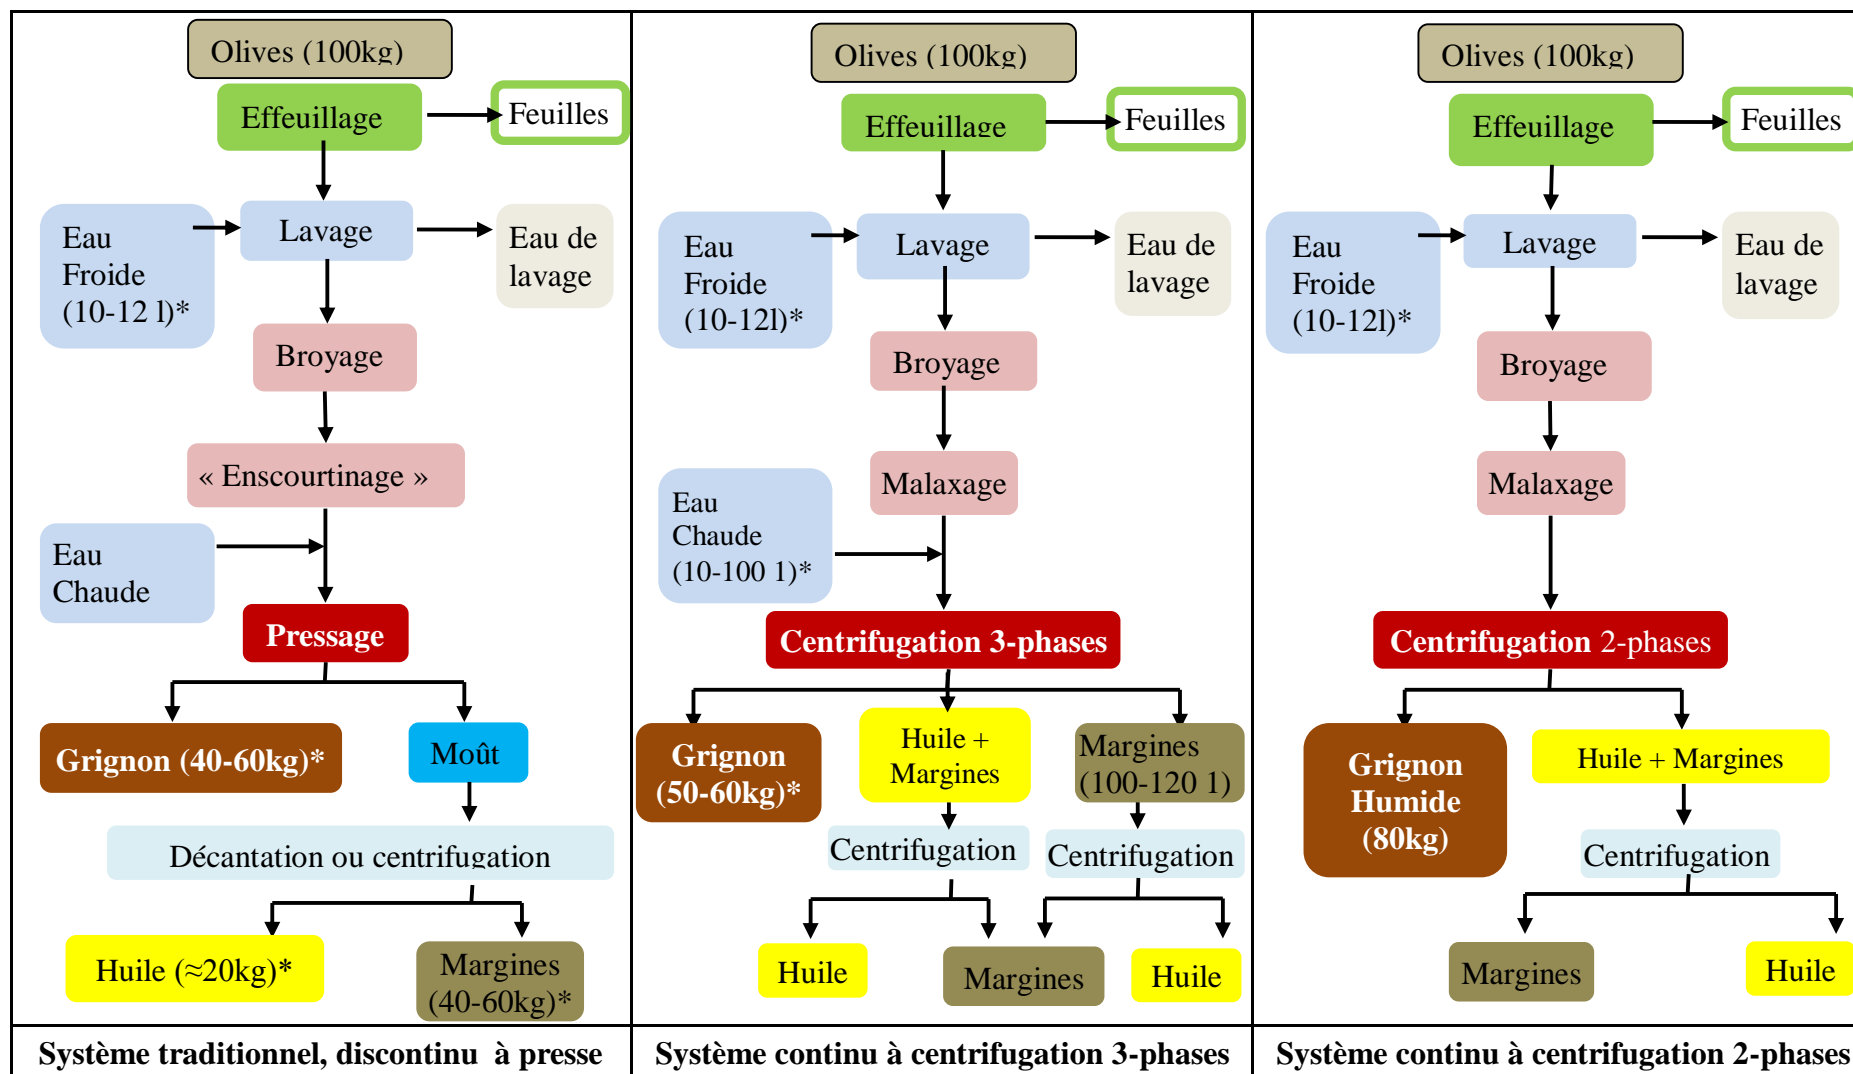 Olives (100kg)
Effeuillage
Feuilles
Eau
Froide
(10-12 l)*
Lavage
Eau de
lavage
Broyage
« Enscourtinage »
Eau
Chaude
Pressage
Grignon (40-60kg)*
Moût
Décantation ou centrifugation
Huile (≈20kg)*
Margines
(40-60kg)*
Système traditionnel, discontinu à presse
Olives (100kg)
Effeuillage
Feuilles
Eau
Froide
(10-12l)*
Lavage
Eau de
lavage
Broyage
Malaxage
Eau
Chaude
(10-100 1)*
Centrifugation 3-phases
Grignon
(50-60kg)*
Huile +
Margines
Margines
(100-120 1)
Centrifugation
Centrifugation
Huile
Margines
Huile
Système continu à centrifugation 3-phases
Olives (100kg)
Effeuillage
Feuilles
Eau
Froide
(10-12l)*
Lavage
Eau de
lavage
Broyage
Malaxage
Centrifugation 2-phases
Grignon
Humide
(80kg)
Huile + Margines
Centrifugation
Margines
Huile
Système continu à centrifugation 2-phases